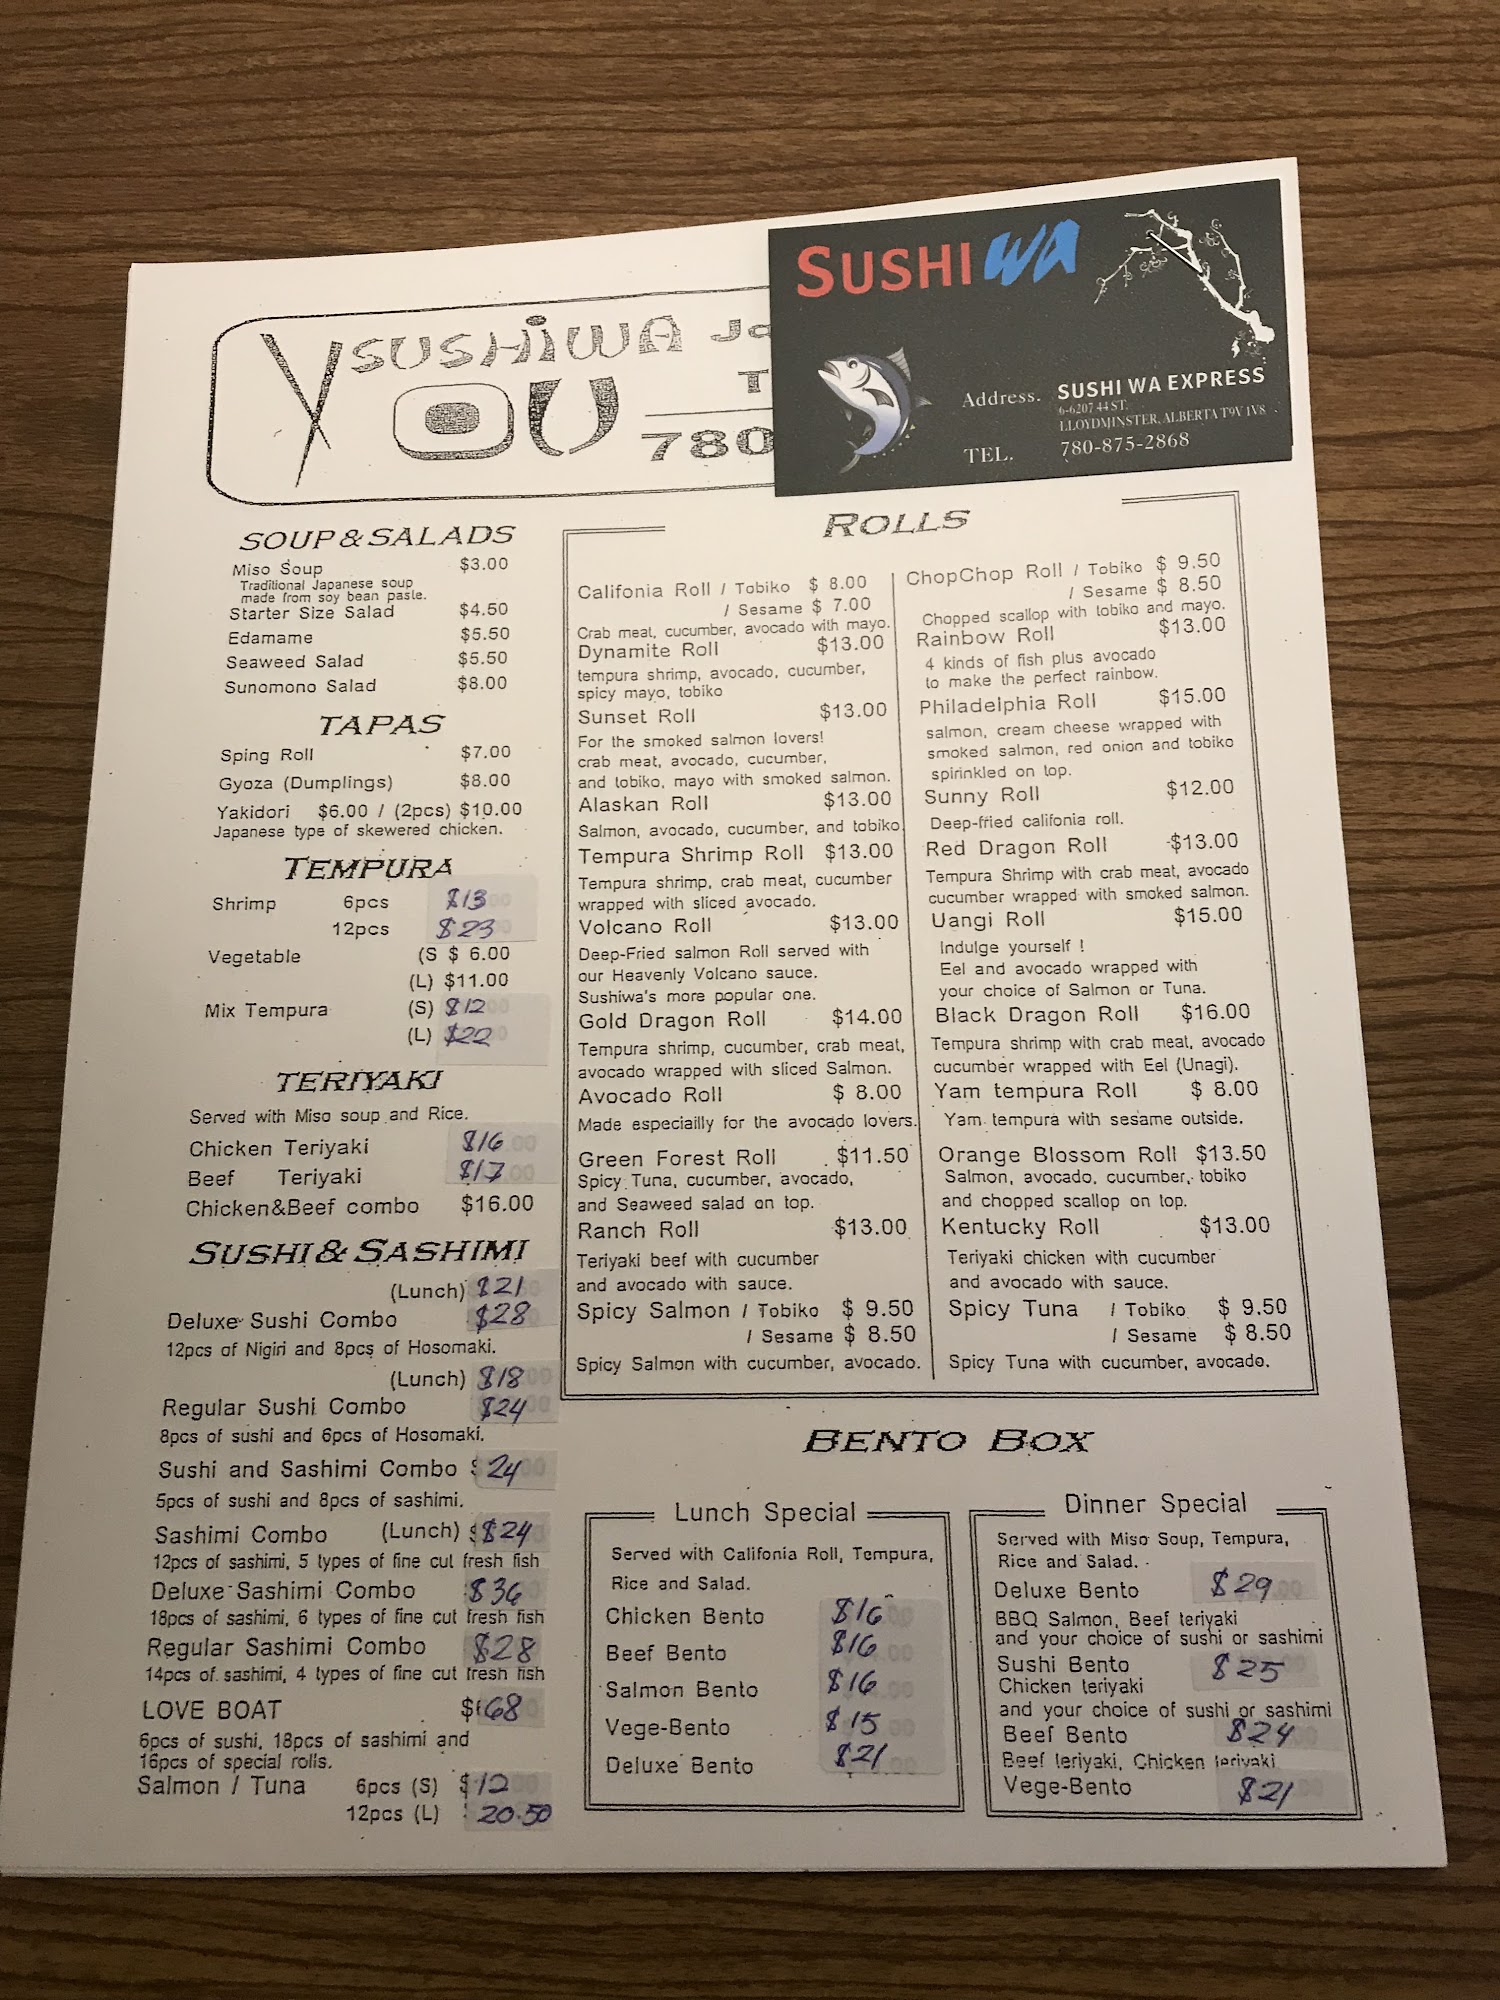 SUSHiWA
YOU
780
SUSHI WA
Address. SUSHI WA EXPRESS
6-6207 44 ST.
LLOYDMINSTER, ALBERTA T9V 1V8
TEL. 780-875-2868
SOUP & SALADS
Miso Soup $3.00
Traditional Japanese soup
made from soy bean paste.
Starter Size Salad $4.50
Edamame $5.50
Seaweed Salad $5.50
Sunomono Salad $8.00
TAPAS
Sping Roll $7.00
Gyoza (Dumplings) $8.00
Yakidori $6.00 / (2pcs) $10.00
Japanese type of skewered chicken.
TEMPURA
Shrimp 6pcs $13
12pcs $23
Vegetable (S $ 6.00
(L) $11.00
Mix Tempura (S) $12
(L) $22
TERIYAKI
Served with Miso soup and Rice.
Chicken Teriyaki $16
Beef Teriyaki $17
Chicken&Beef combo $16.00
SUSHI & SASHIMI
(Lunch) $21
Deluxe Sushi Combo $28
12pcs of Nigiri and 8pcs of Hosomaki.
(Lunch) $18
Regular Sushi Combo $24
8pcs of sushi and 6pcs of Hosomaki.
Sushi and Sashimi Combo 24
5pcs of sushi and 8pcs of sashimi.
Sashimi Combo (Lunch) $24
12pcs of sashimi, 5 types of fine cut fresh fish
Deluxe Sashimi Combo $36
18pcs of sashimi, 6 types of fine cut fresh fish
Regular Sashimi Combo $28
14pcs of sashimi, 4 types of fine cut fresh fish
LOVE BOAT $68
6pcs of sushi, 18pcs of sashimi and
16pcs of special rolls.
Salmon / Tuna 6pcs (S) $12
12pcs (L) 20.50
ROLLS
Califonia Roll / Tobiko $ 8.00
/ Sesame $ 7.00
Crab meat, cucumber, avocado with mayo.
Dynamite Roll $13.00
tempura shrimp, avocado, cucumber,
spicy mayo, tobiko
Sunset Roll $13.00
For the smoked salmon lovers!
crab meat, avocado, cucumber,
and tobiko, mayo with smoked salmon.
Alaskan Roll $13.00
Salmon, avocado, cucumber, and tobiko
Tempura Shrimp Roll $13.00
Tempura shrimp, crab meat, cucumber
wrapped with sliced avocado.
Volcano Roll $13.00
Deep-Fried salmon Roll served with
our Heavenly Volcano sauce.
Sushiwa's more popular one.
Gold Dragon Roll $14.00
Tempura shrimp, cucumber, crab meat,
avocado wrapped with sliced Salmon.
Avocado Roll $ 8.00
Made especiailly for the avocado lovers.
Green Forest Roll $11.50
Spicy Tuna, cucumber, avocado,
and Seaweed salad on top.
Ranch Roll $13.00
Teriyaki beef with cucumber
and avocado with sauce.
Spicy Salmon / Tobiko $ 9.50
/ Sesame $ 8.50
Spicy Salmon with cucumber, avocado.
ChopChop Roll / Tobiko $ 9.50
/ Sesame $ 8.50
Chopped scallop with tobiko and mayo.
Rainbow Roll $13.00
4 kinds of fish plus avocado
to make the perfect rainbow.
Philadelphia Roll $15.00
salmon, cream cheese wrapped with
smoked salmon, red onion and tobiko
spirinkled on top.
Sunny Roll $12.00
Deep-fried califonia roll.
Red Dragon Roll $13.00
Tempura Shrimp with crab meat, avocado
cucumber wrapped with smoked salmon.
Uangi Roll $15.00
Indulge yourself !
Eel and avocado wrapped with
your choice of Salmon or Tuna.
Black Dragon Roll $16.00
Tempura shrimp with crab meat, avocado
cucumber wrapped with Eel (Unagi).
Yam tempura Roll $ 8.00
Yam tempura with sesame outside.
Orange Blossom Roll $13.50
Salmon, avocado, cucumber, tobiko
and chopped scallop on top.
Kentucky Roll $13.00
Teriyaki chicken with cucumber
and avocado with sauce.
Spicy Tuna / Tobiko $ 9.50
/ Sesame $ 8.50
Spicy Tuna with cucumber, avocado.
BENTO BOX
Lunch Special
Served with Califonia Roll, Tempura,
Rice and Salad.
Chicken Bento $16
Beef Bento $16
Salmon Bento $16
Vege-Bento $15
Deluxe Bento $21
Dinner Special
Served with Miso Soup, Tempura,
Rice and Salad.
Deluxe Bento $29
BBQ Salmon, Beef teriyaki
and your choice of sushi or sashimi
Sushi Bento $25
Chicken teriyaki
and your choice of sushi or sashimi
Beef Bento $24
Beef teriyaki, Chicken teriyaki
Vege-Bento $21